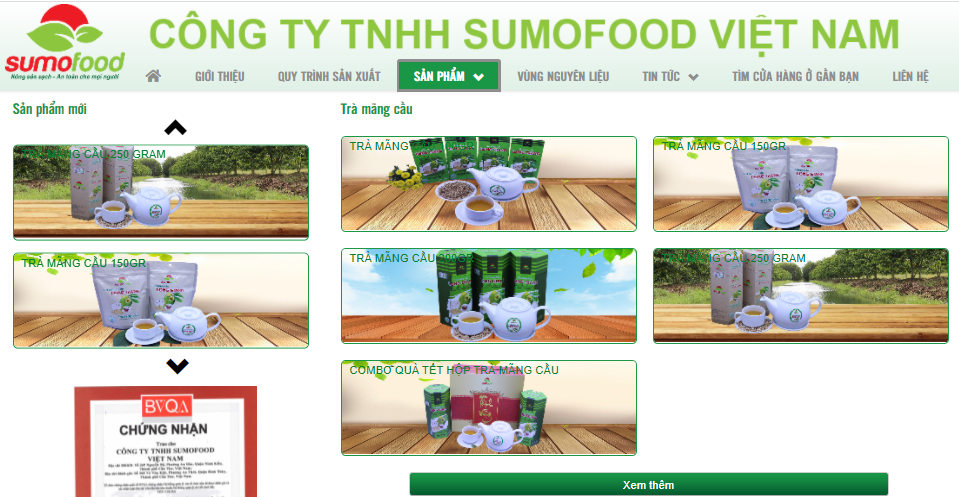 sumofood
Nông sản sạch - An toàn cho mọi người
CÔNG TY TNHH SUMOFOOD VIỆT NAM
GIỚI THIỆU
QUY TRÌNH SẢN XUẤT
SẢN PHẨM
VÙNG NGUYÊN LIỆU
TIN TỨC
TÌM CỬA HÀNG Ở GẦN BẠN
LIÊN HỆ
Sản phẩm mới
TRÀ MÃNG CẦU 250 GRAM
TRÀ MÃNG CẦU 150GR
BVQA
CHỨNG NHẬN
Trao cho
CÔNG TY TNHH SUMOFOOD
VIỆT NAM
Trà mãng cầu
TRÀ MÃNG
TRÀ MÃNG CẦU 150GR
TRÀ MÃNG CẦU
TRÀ MÃNG CẦU 250 GRAM
COMBO QUÀ TẾT HỘP TRÀ MÃNG CẦU
Xem thêm